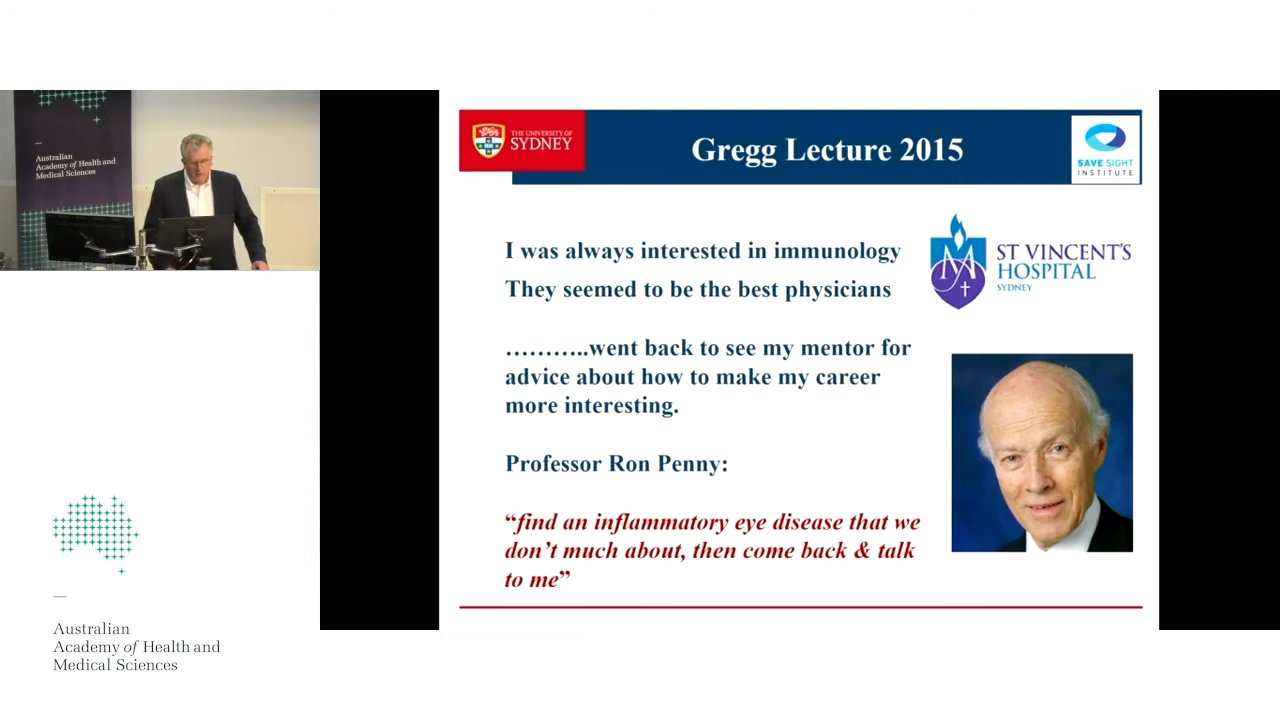 Australian
Academy of Health and
Medical Sciences
THE UNIVERSITY OF
SYDNEY
Gregg Lecture 2015
SAVE SIGHT
INSTITUTE
I was always interested in immunology
They seemed to be the best physicians
ST VINCENT'S
HOSPITAL
SYDNEY
………..went back to see my mentor for
advice about how to make my career
more interesting.
Professor Ron Penny:
“find an inflammatory eye disease that we
don’t much about, then come back & talk
to me”
Australian
Academy of Health and
Medical Sciences